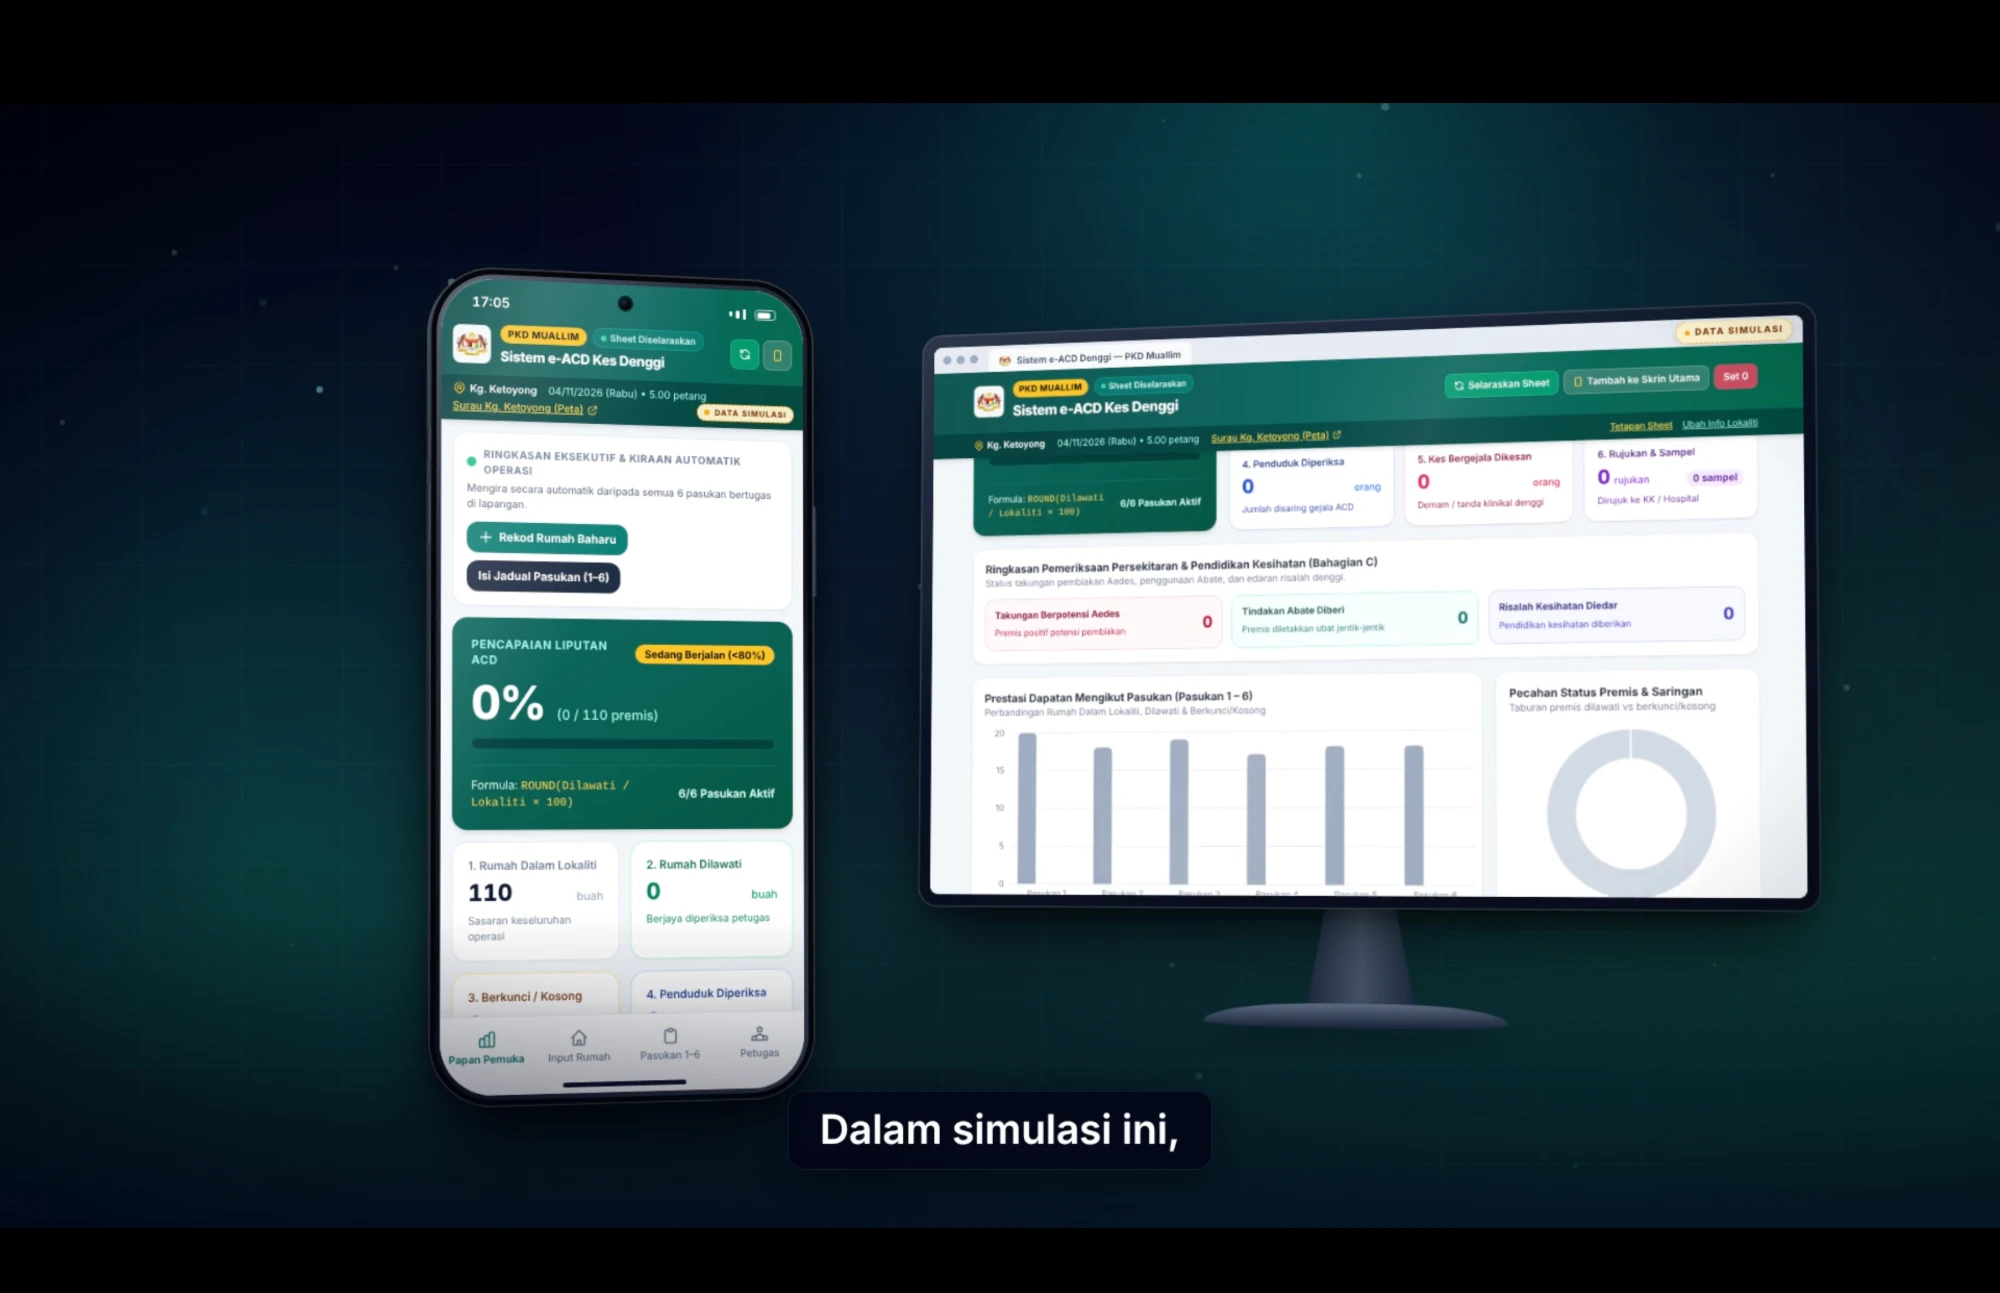 17:05
PKD MUALLIM
Sheet Diselaraskan
Sistem e-ACD Kes Denggi
Kg. Ketoyong
04/11/2026 (Rabu) • 5.00 petang
Surau Kg. Ketoyong (Peta)
DATA SIMULASI
RINGKASAN EKSEKUTIF & KIRAAN AUTOMATIK
OPERASI
Mengira secara automatik daripada semua 6 pasukan bertugas
di lapangan.
+ Rekod Rumah Baharu
Isi Jadual Pasukan (1–6)
PENCAPAIAN LIPUTAN
ACD
Sedang Berjalan (<80%)
0% (0 / 110 premis)
Formula: ROUND(Dilawati /
Lokaliti × 100)
6/6 Pasukan Aktif
1. Rumah Dalam Lokaliti
110 buah
Sasaran keseluruhan
operasi
2. Rumah Dilawati
0 buah
Berjaya diperiksa petugas
3. Berkunci / Kosong
4. Penduduk Diperiksa
Papan Pemuka
Input Rumah
Pasukan 1–6
Petugas
DATA SIMULASI
Sistem e-ACD Denggi — PKD Muallim
PKD MUALLIM
Sheet Diselaraskan
Sistem e-ACD Kes Denggi
Selaraskan Sheet
Tambah ke Skrin Utama
Set 0
Kg. Ketoyong
04/11/2026 (Rabu) • 5.00 petang
Surau Kg. Ketoyong (Peta)
Tetapan Sheet
Ubah Info Lokaliti
Formula: ROUND(Dilawati
/ Lokaliti × 100)
6/6 Pasukan Aktif
4. Penduduk Diperiksa
0 orang
Jumlah disaring gejala ACD
5. Kes Bergejala Dikesan
0 orang
Demam / tanda klinikal denggi
6. Rujukan & Sampel
0 rujukan
0 sampel
Dirujuk ke KK / Hospital
Ringkasan Pemeriksaan Persekitaran & Pendidikan Kesihatan (Bahagian C)
Status takungan pembiakan Aedes, penggunaan Abate, dan edaran risalah denggi.
Takungan Berpotensi Aedes
Premis positif potensi pembiakan
0
Tindakan Abate Diberi
Premis diletakkan ubat jentik-jentik
0
Risalah Kesihatan Diedar
Pendidikan kesihatan diberikan
0
Prestasi Dapatan Mengikut Pasukan (Pasukan 1 – 6)
Perbandingan Rumah Dalam Lokaliti, Dilawati & Berkunci/Kosong
20
15
10
5
0
Pasukan 1
Pasukan 2
Pasukan 3
Pasukan 4
Pasukan 5
Pasukan 6
Pecahan Status Premis & Saringan
Taburan premis dilawati vs berkunci/kosong
Dalam simulasi ini,